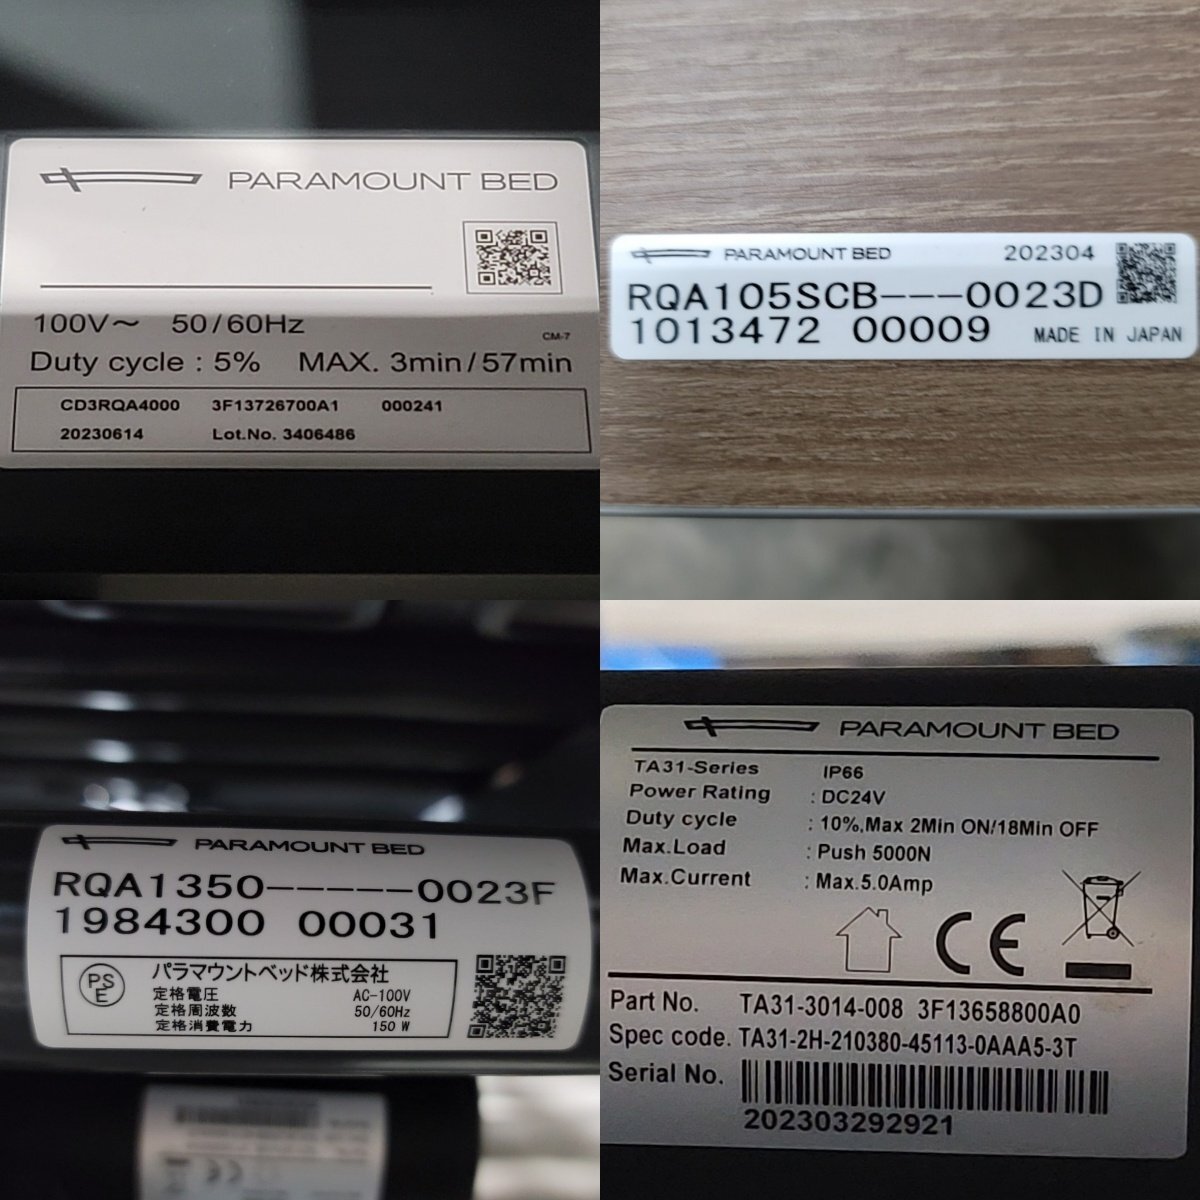 PARAMOUNT BED
100V～ 50/60Hz
CM-7
Duty cycle : 5% MAX. 3min/57min
CD3RQA4000 3F13726700A1 000241
20230614 Lot.No. 3406486
PARAMOUNT BED 202304
RQA105SCB---0023D
1013472 00009 MADE IN JAPAN
PARAMOUNT BED
RQA1350-----0023F
1984300 00031
PSE パラマウントベッド株式会社
定格電圧 AC-100V
定格周波数 50/60Hz
定格消費電力 150 W
PARAMOUNT BED
TA31-Series IP66
Power Rating : DC24V
Duty cycle : 10%,Max 2Min ON/18Min OFF
Max.Load : Push 5000N
Max.Current : Max.5.0Amp
CE
Part No. TA31-3014-008 3F13658800A0
Spec code. TA31-2H-210380-45113-0AAA5-3T
Serial No.
202303292921